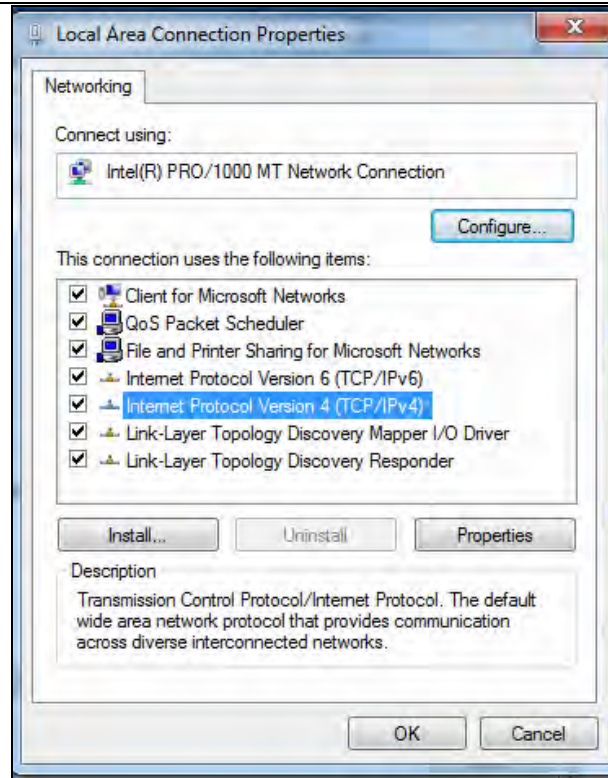 Local Area Connection Properties
Networking
Connect using:
Intel(R) PRO/1000 MT Network Connection
Configure...
This connection uses the following items:
Client for Microsoft Networks
QoS Packet Scheduler
File and Printer Sharing for Microsoft Networks
Internet Protocol Version 6 (TCP/IPv6)
Internet Protocol Version 4 (TCP/IPv4)
Link-Layer Topology Discovery Mapper I/O Driver
Link-Layer Topology Discovery Responder
Install... Uninstall Properties
Description
Transmission Control Protocol/Internet Protocol. The default
wide area network protocol that provides communication
across diverse interconnected networks.
OK Cancel